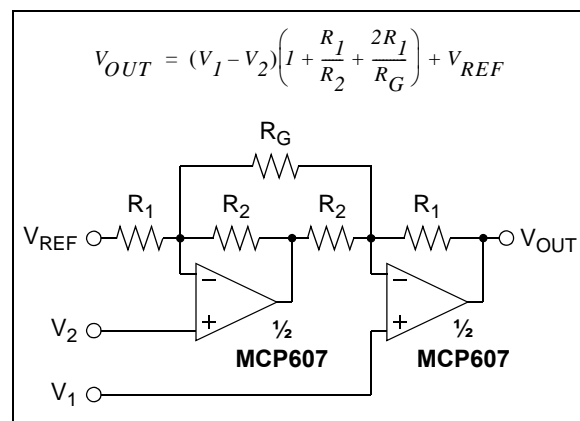 V_OUT = (V_1 – V_2)(1 + R_1/R_2 + 2R_1/R_G) + V_REF
R_G
R_1 R_2 R_2 R_1
V_REF V_OUT
– –
+ +
V_2 ½ ½
MCP607 MCP607
V_1